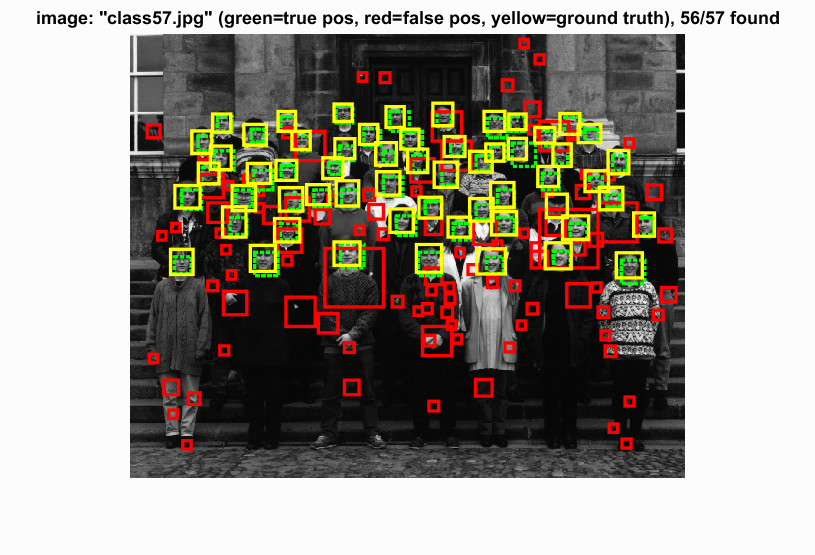 image: "class57.jpg" (green=true pos, red=false pos, yellow=ground truth), 56/57 found